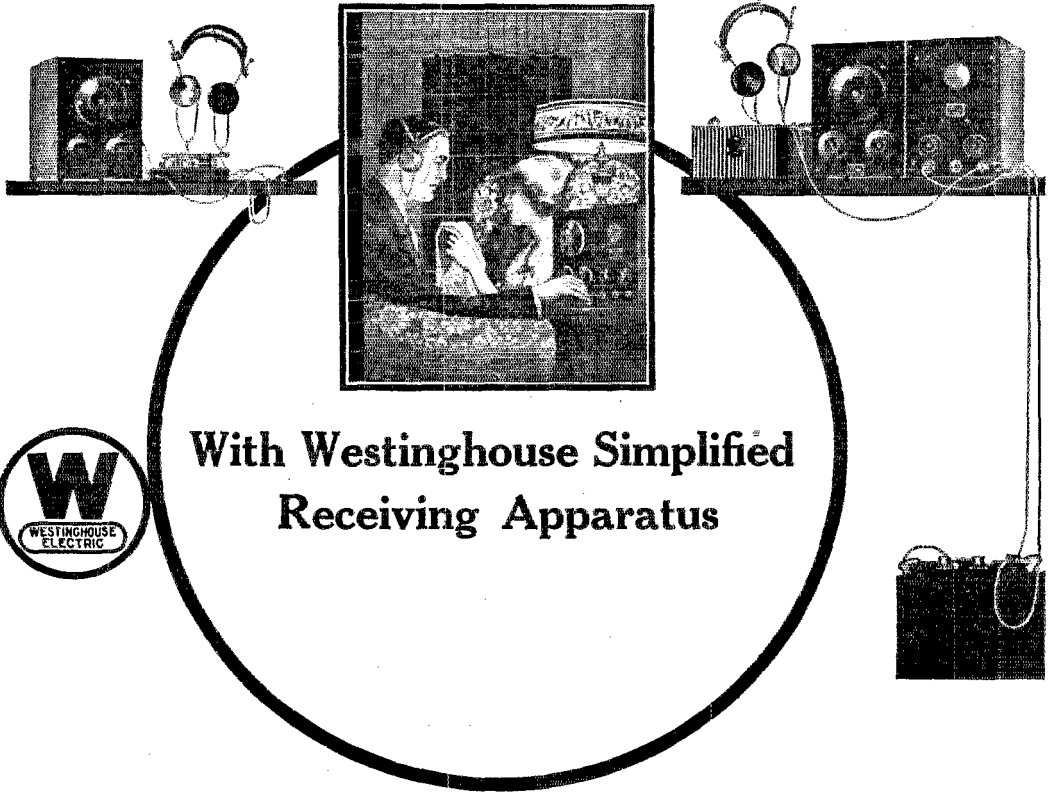 With Westinghouse Simplified
Receiving Apparatus
W
WESTINGHOUSE
ELECTRIC